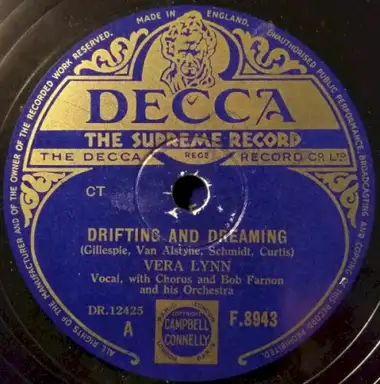 MADE IN ENGLAND.
ALL RIGHTS OF THE MANUFACTURER AND OF THE OWNER OF THE RECORDED WORK RESERVED.
UNAUTHORISED PUBLIC PERFORMANCE, BROADCASTING AND COPYING OF THIS RECORD PROHIBITED.
DECCA
THE SUPREME RECORD
THE DECCA REGD RECORD CO. LTD
CT
DRIFTING AND DREAMING
(Gillespie, Van Alstyne, Schmidt, Curtis)
VERA LYNN
Vocal, with Chorus and Bob Farnon
and his Orchestra
DR.12425
A
CAMPBELL
CONNELLY
F.8943